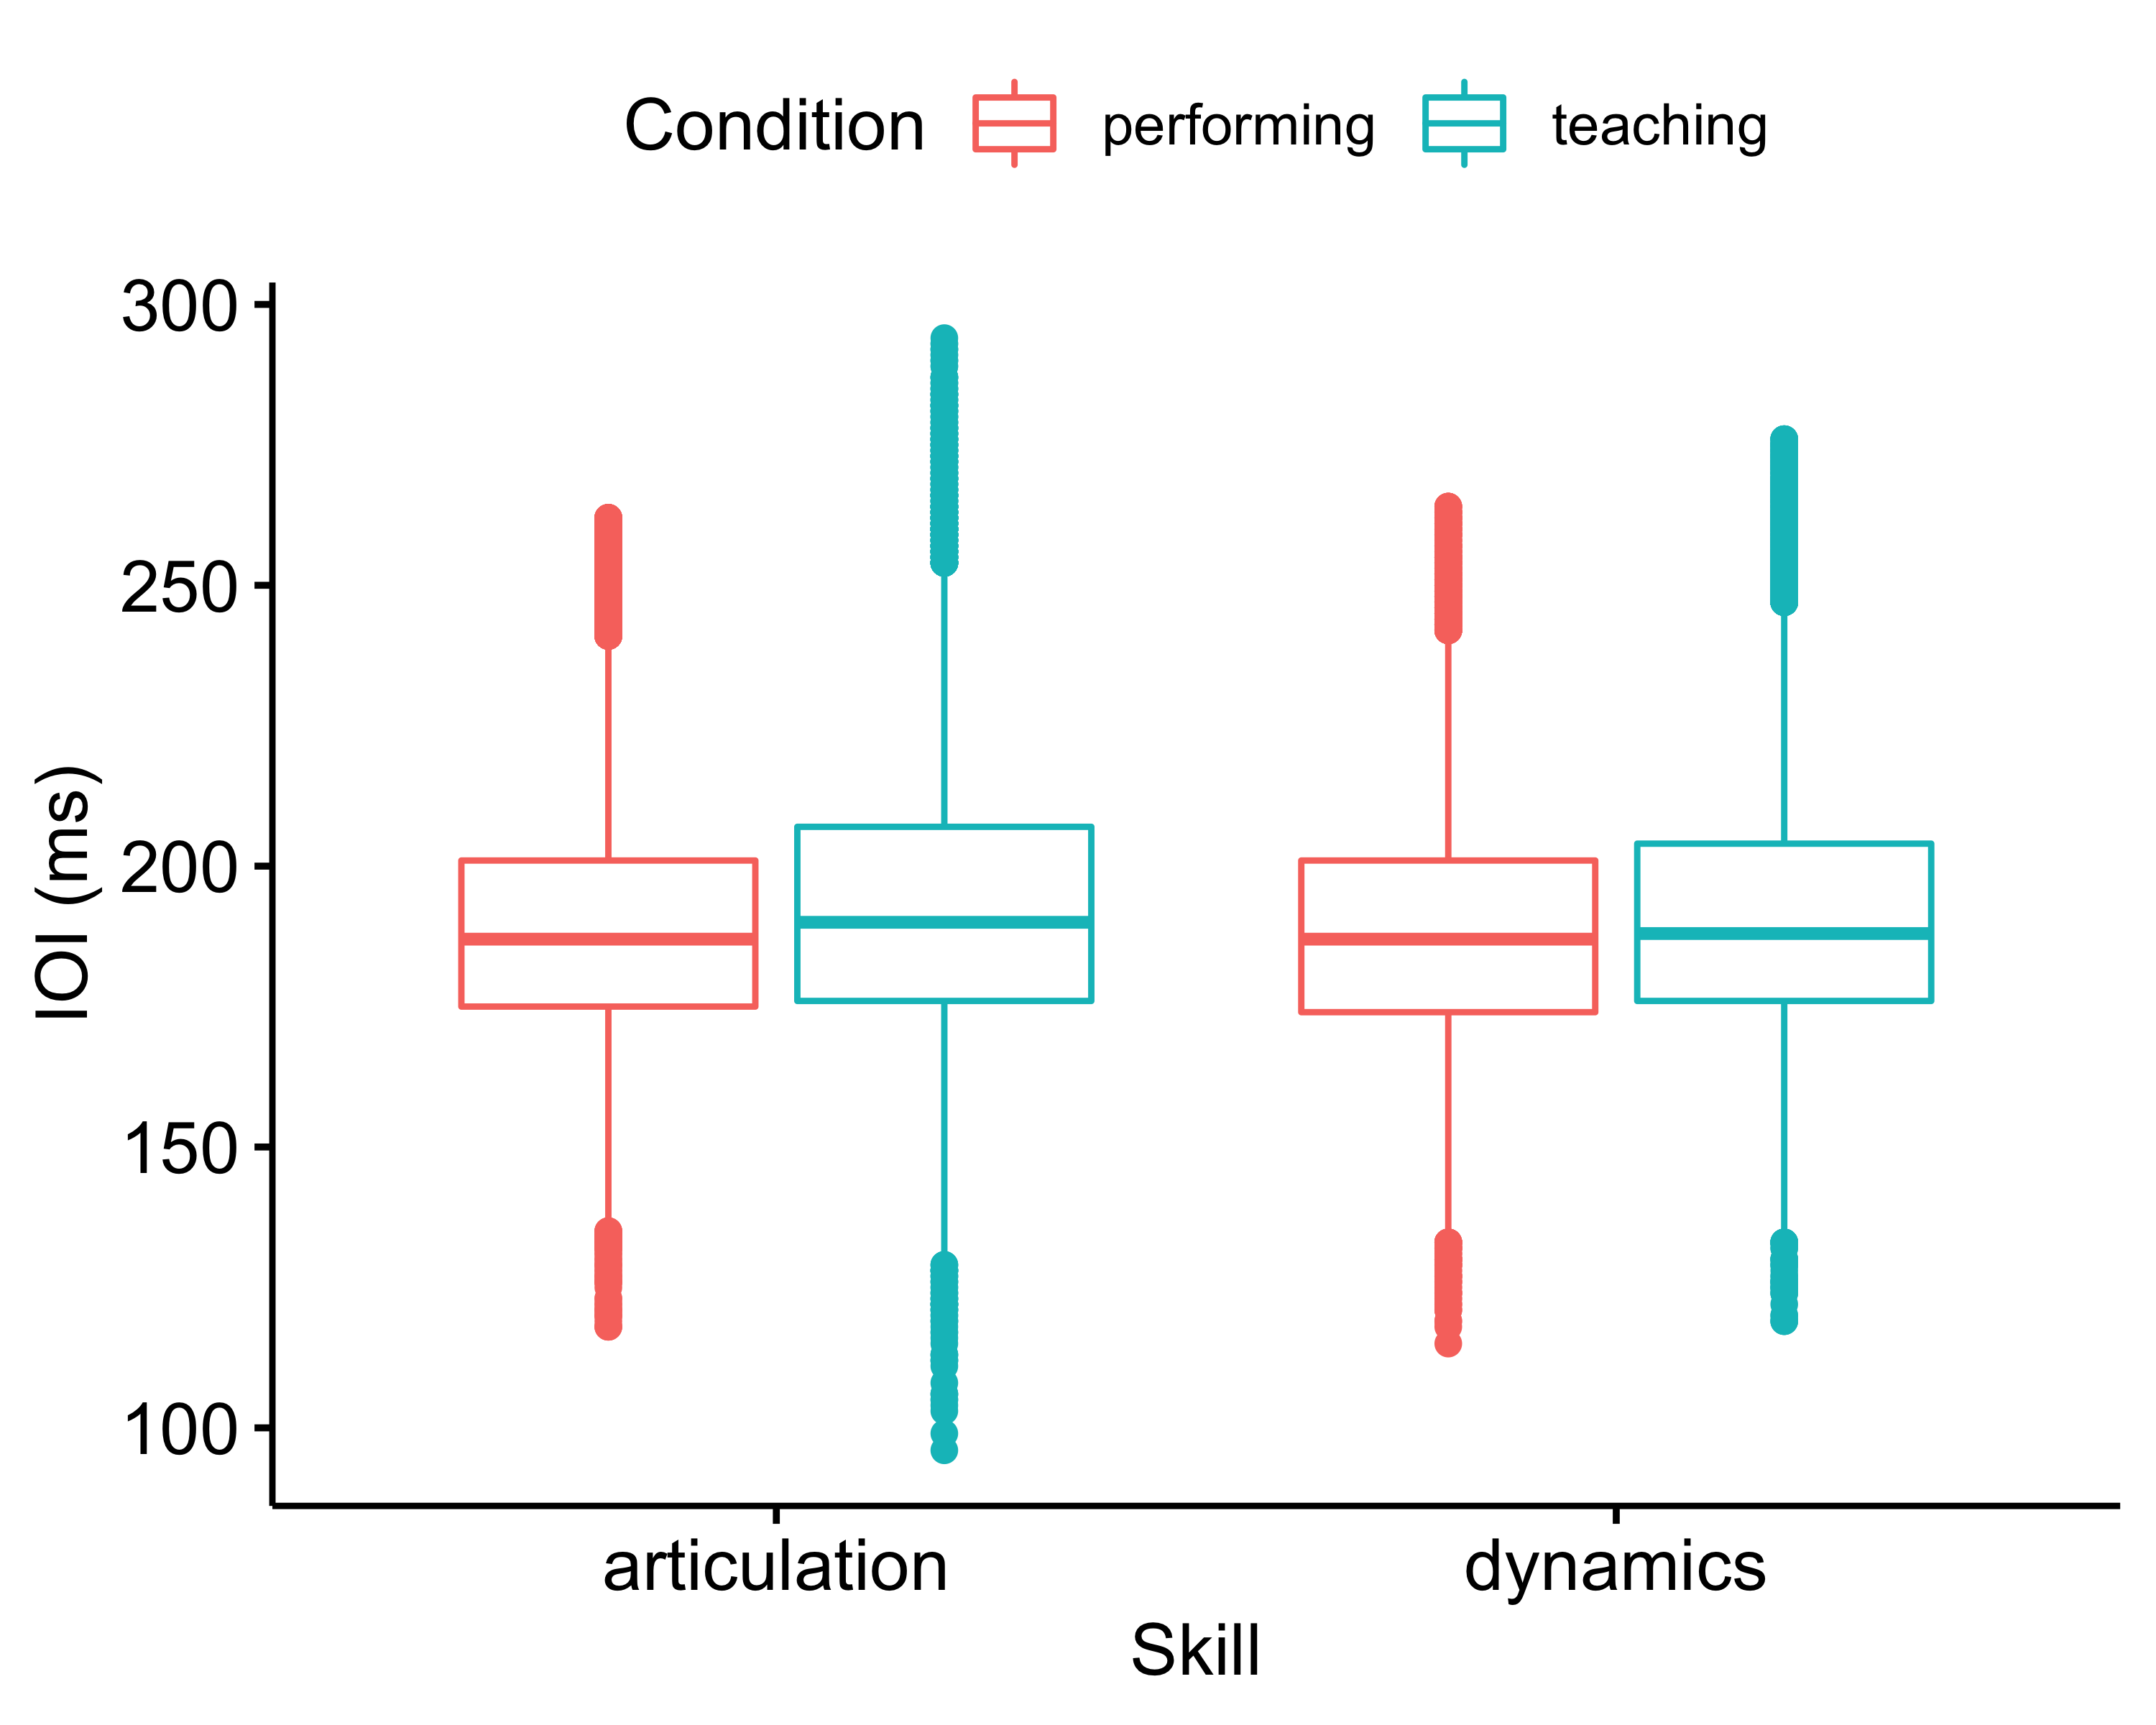 Condition performing teaching
300
250
200
150
100
IOI (ms)
articulation dynamics
Skill